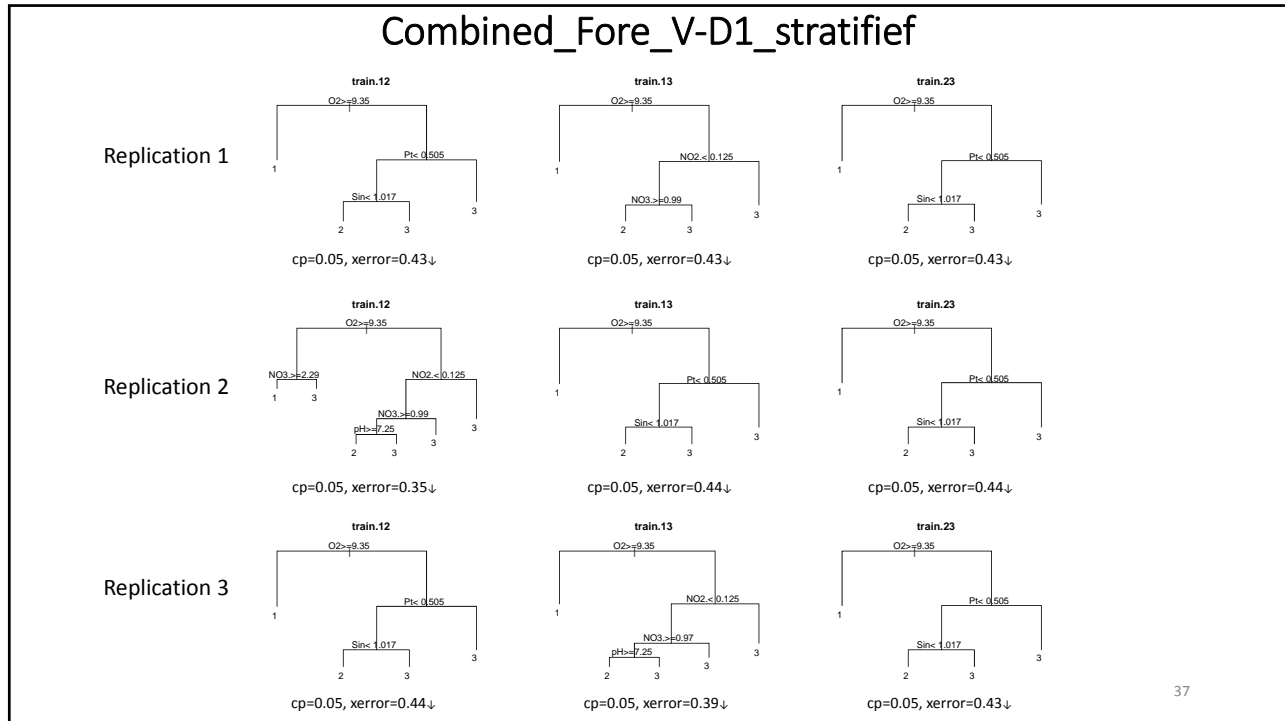 Combined_Fore_V-D1_stratifief
Replication 1
train.12
O2>=9.35
1
Pt< 0.505
Sin< 1.017
2
3
3
cp=0.05, xerror=0.43↓
train.13
O2>=9.35
1
NO2.< 0.125
NO3.>=0.99
2
3
3
cp=0.05, xerror=0.43↓
train.23
O2>=9.35
1
Pt< 0.505
Sin< 1.017
2
3
3
cp=0.05, xerror=0.43↓
Replication 2
train.12
O2>=9.35
NO3.>=2.29
1
3
NO2.< 0.125
NO3.>=0.99
pH>=7.25
2
3
3
3
cp=0.05, xerror=0.35↓
train.13
O2>=9.35
1
Pt< 0.505
Sin< 1.017
2
3
3
cp=0.05, xerror=0.44↓
train.23
O2>=9.35
1
Pt< 0.505
Sin< 1.017
2
3
3
cp=0.05, xerror=0.44↓
Replication 3
train.12
O2>=9.35
1
Pt< 0.505
Sin< 1.017
2
3
3
cp=0.05, xerror=0.44↓
train.13
O2>=9.35
1
NO2.< 0.125
NO3.>=0.97
pH>=7.25
2
3
3
3
cp=0.05, xerror=0.39↓
train.23
O2>=9.35
1
Pt< 0.505
Sin< 1.017
2
3
3
cp=0.05, xerror=0.43↓
37